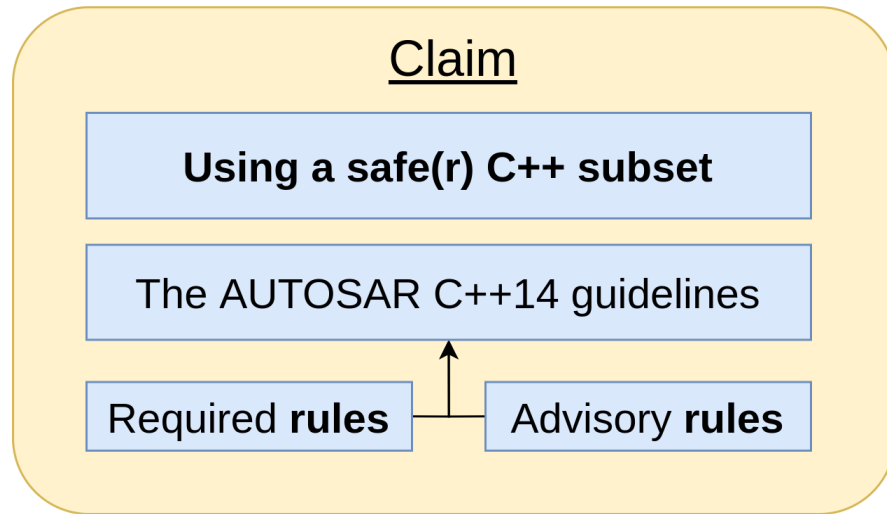 Claim
Using a safe(r) C++ subset
The AUTOSAR C++14 guidelines
Required rules
Advisory rules